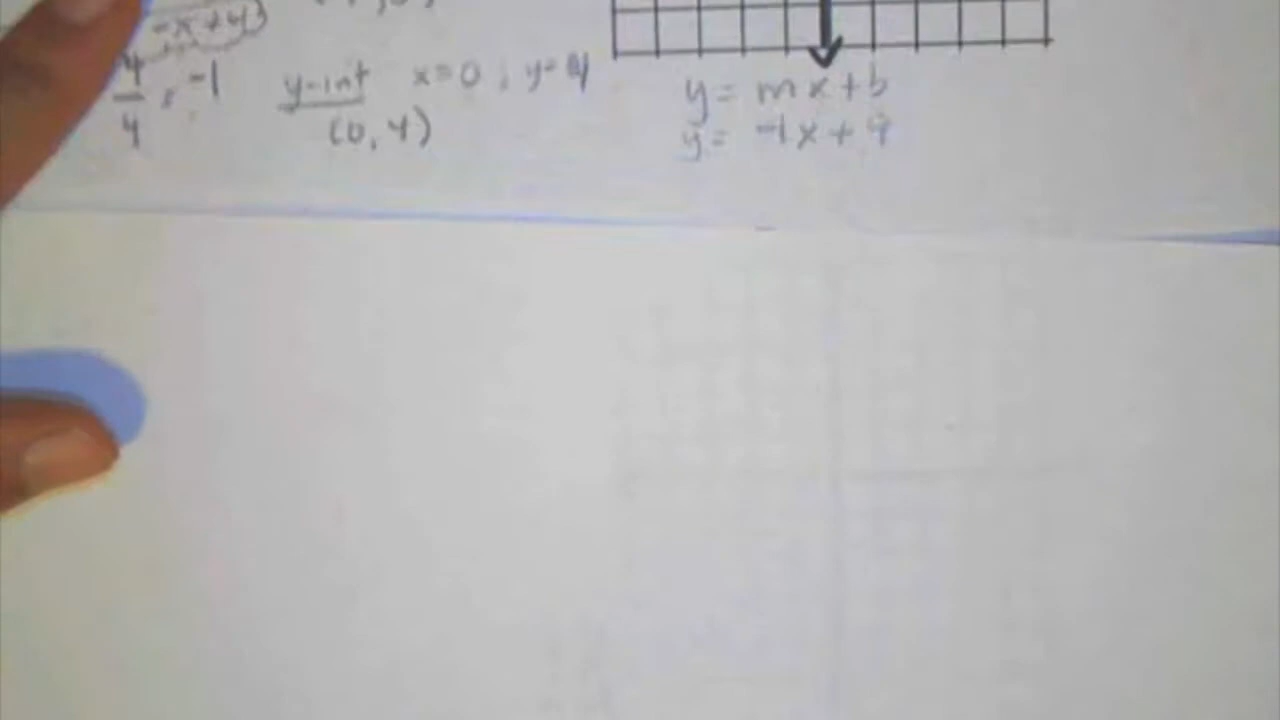 -x+4)
4/4, -1
y-int x=0; y=4
(0, 4)
y= mx+b
y= -1x+4